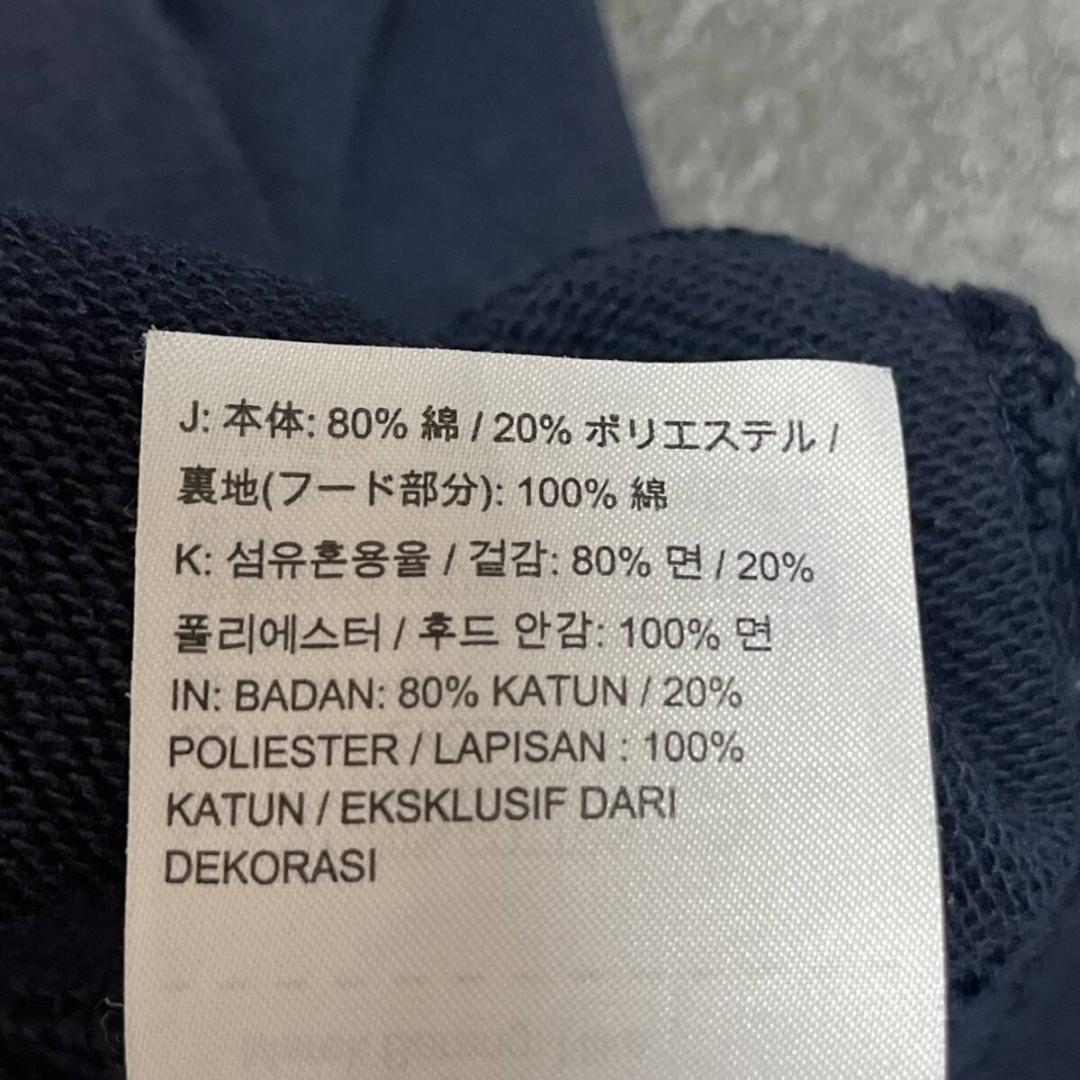 J: 本体: 80% 綿 / 20% ポリエステル /
裏地(フード部分): 100% 綿
K: 섬유혼용율 / 겉감: 80% 면 / 20%
폴리에스터 / 후드 안감: 100% 면
IN: BADAN: 80% KATUN / 20%
POLIESTER / LAPISAN : 100%
KATUN / EKSKLUSIF DARI
DEKORASI